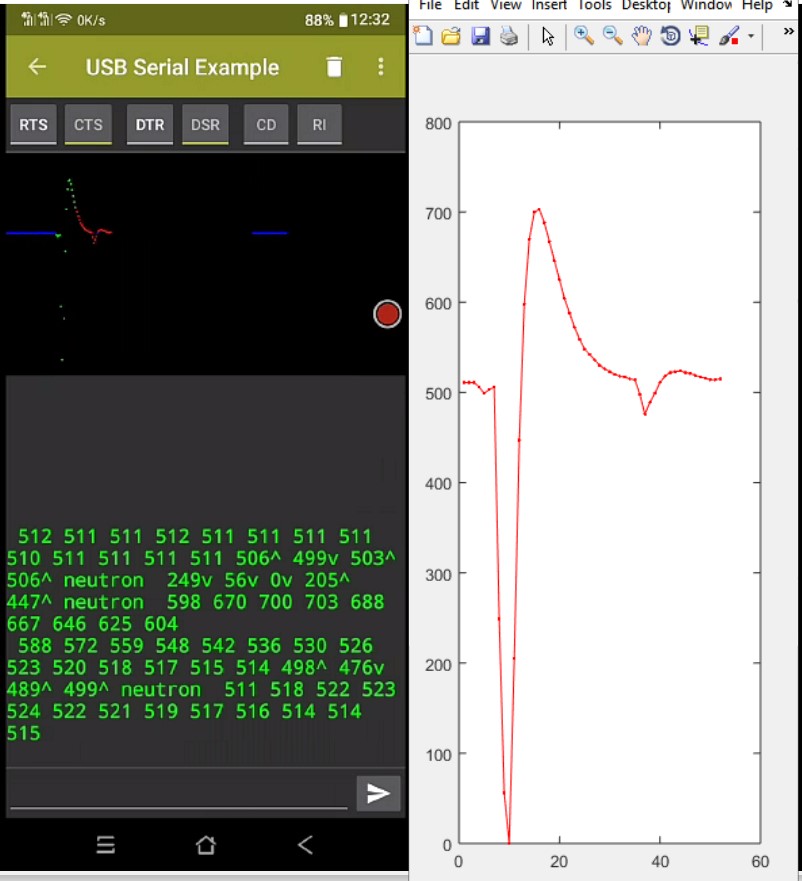 4G 4G 0K/s 88% 12:32
USB Serial Example
RTS CTS DTR DSR CD RI
512 511 511 512 511 511 511 511
510 511 511 511 511 506^ 499v 503^
506^ neutron 249v 56v 0v 205^
447^ neutron 598 670 700 703 688
667 646 625 604
588 572 559 548 542 536 530 526
523 520 518 517 515 514 498^ 476v
489^ 499^ neutron 511 518 522 523
524 522 521 519 517 516 514 514
515
File Edit View Insert Tools Desktop Window Help
800
700
600
500
400
300
200
100
0
0 20 40 60